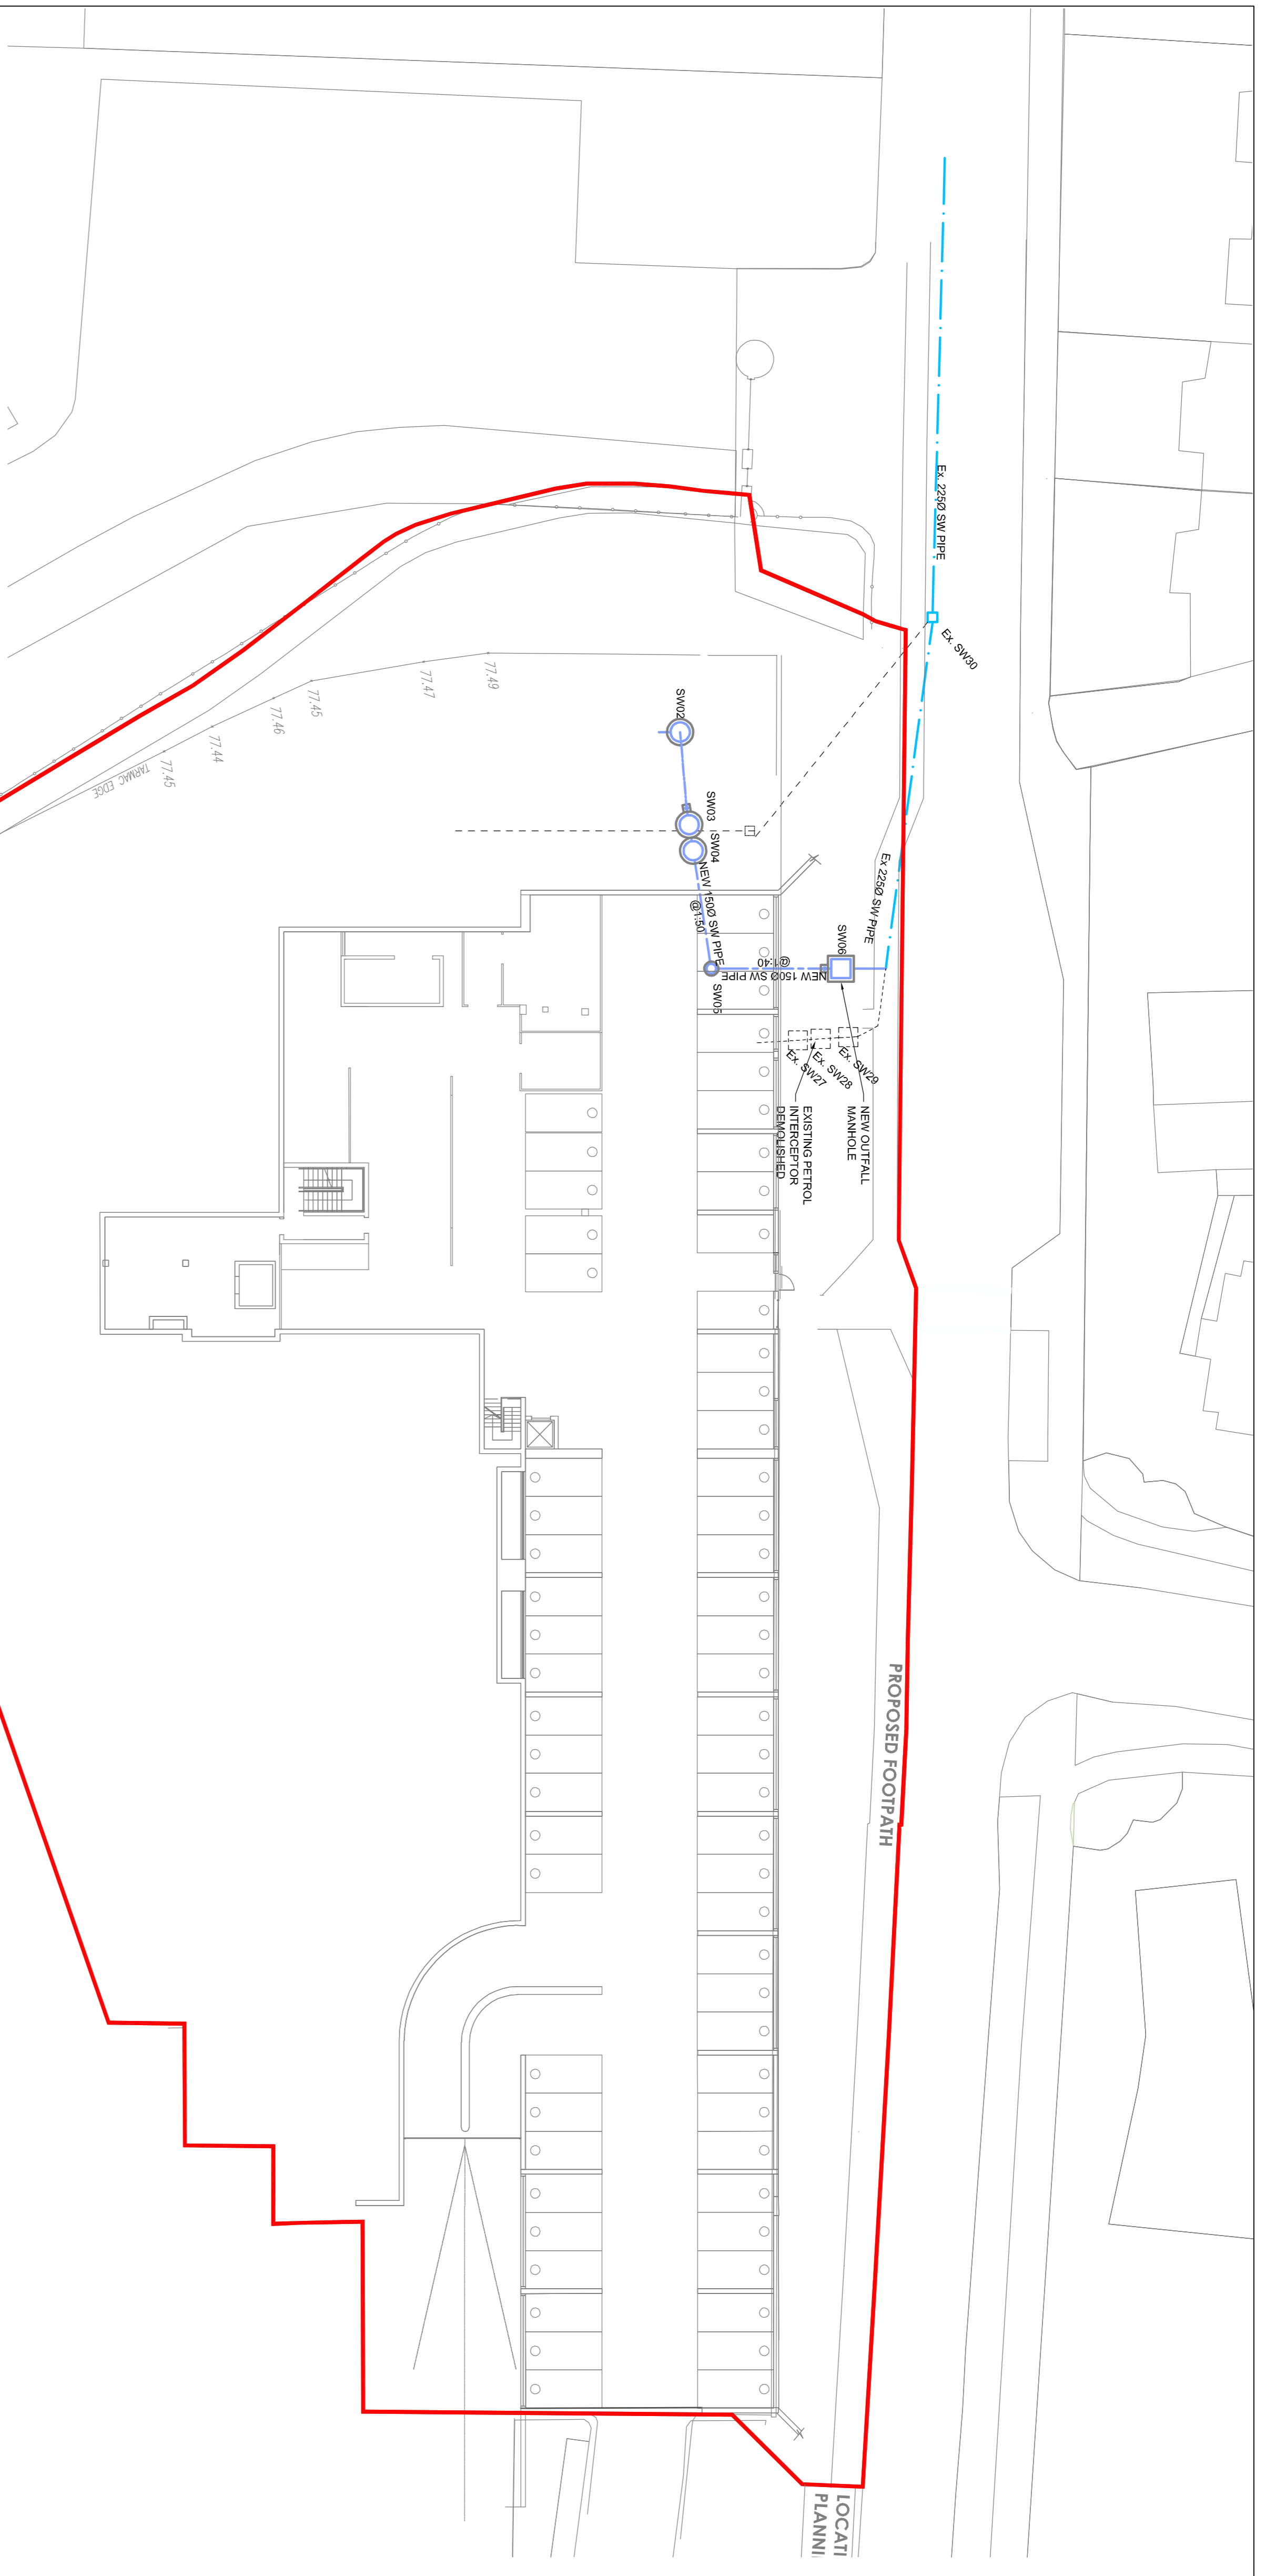 Ex. 225Ø SW PIPE
Ex. SW30
77.49
77.47
77.45
77.46
77.44
77.45
TARMAC EDGE
SW02
SW03
SW04
NEW 150Ø SW PIPE
@1:50
SW05
NEW 150Ø SW PIPE
@1:40
SW06
Ex 225Ø SW PIPE
Ex. SW29
Ex. SW28
Ex. SW27
NEW OUTFALL
MANHOLE
EXISTING PETROL
INTERCEPTOR
DEMOLISHED
PROPOSED FOOTPATH
LOCATI
PLANNI